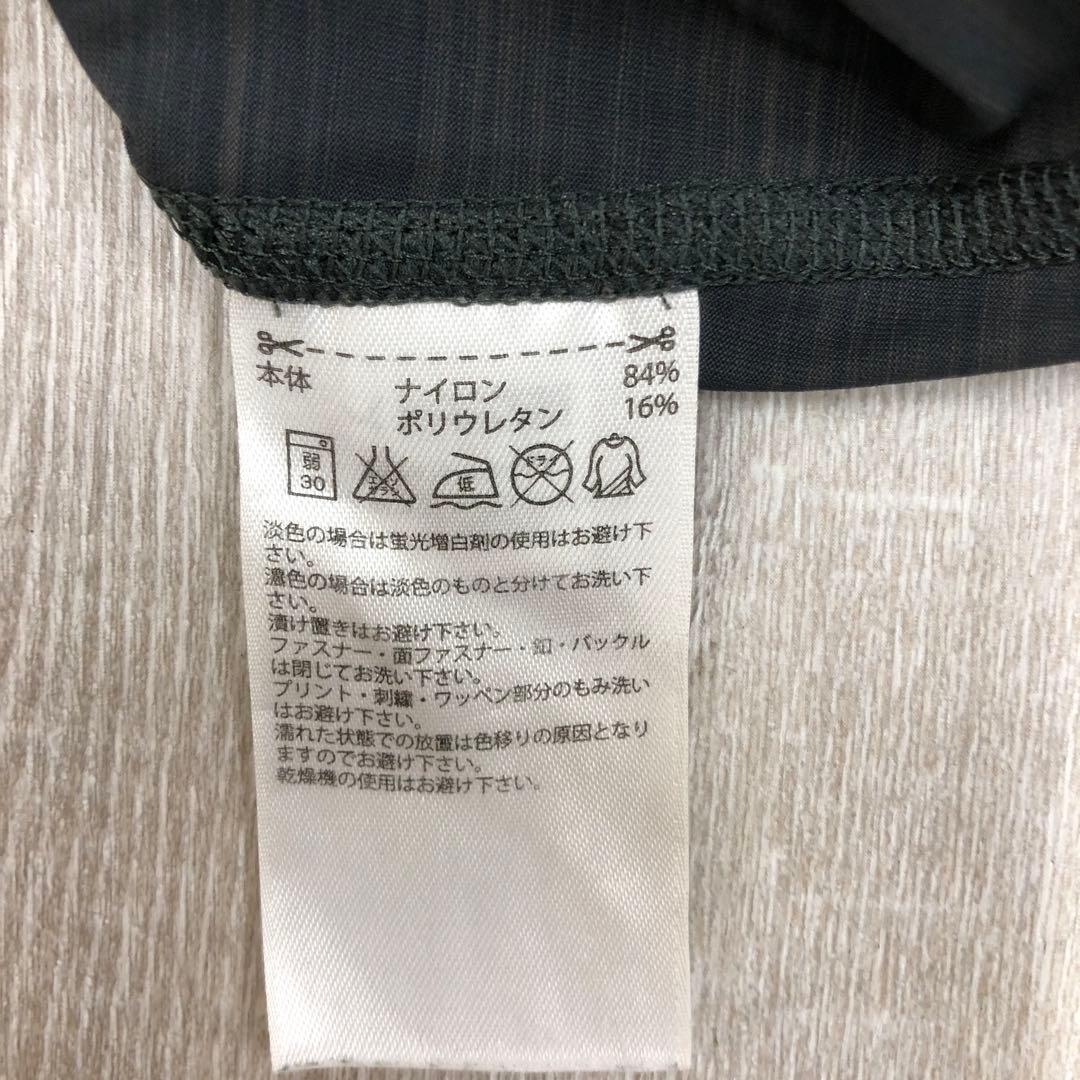 本体 ナイロン 84%
ポリウレタン 16%
弱 30 エンソサラシ 低 ドライ
淡色の場合は蛍光増白剤の使用はお避け下
さい。
濃色の場合は淡色のものと分けてお洗い下
さい。
漬け置きはお避け下さい。
ファスナー・面ファスナー・釦・バックル
は閉じてお洗い下さい。
プリント・刺繍・ワッペン部分のもみ洗い
はお避け下さい。
濡れた状態での放置は色移りの原因となり
ますのでお避け下さい。
乾燥機の使用はお避け下さい。